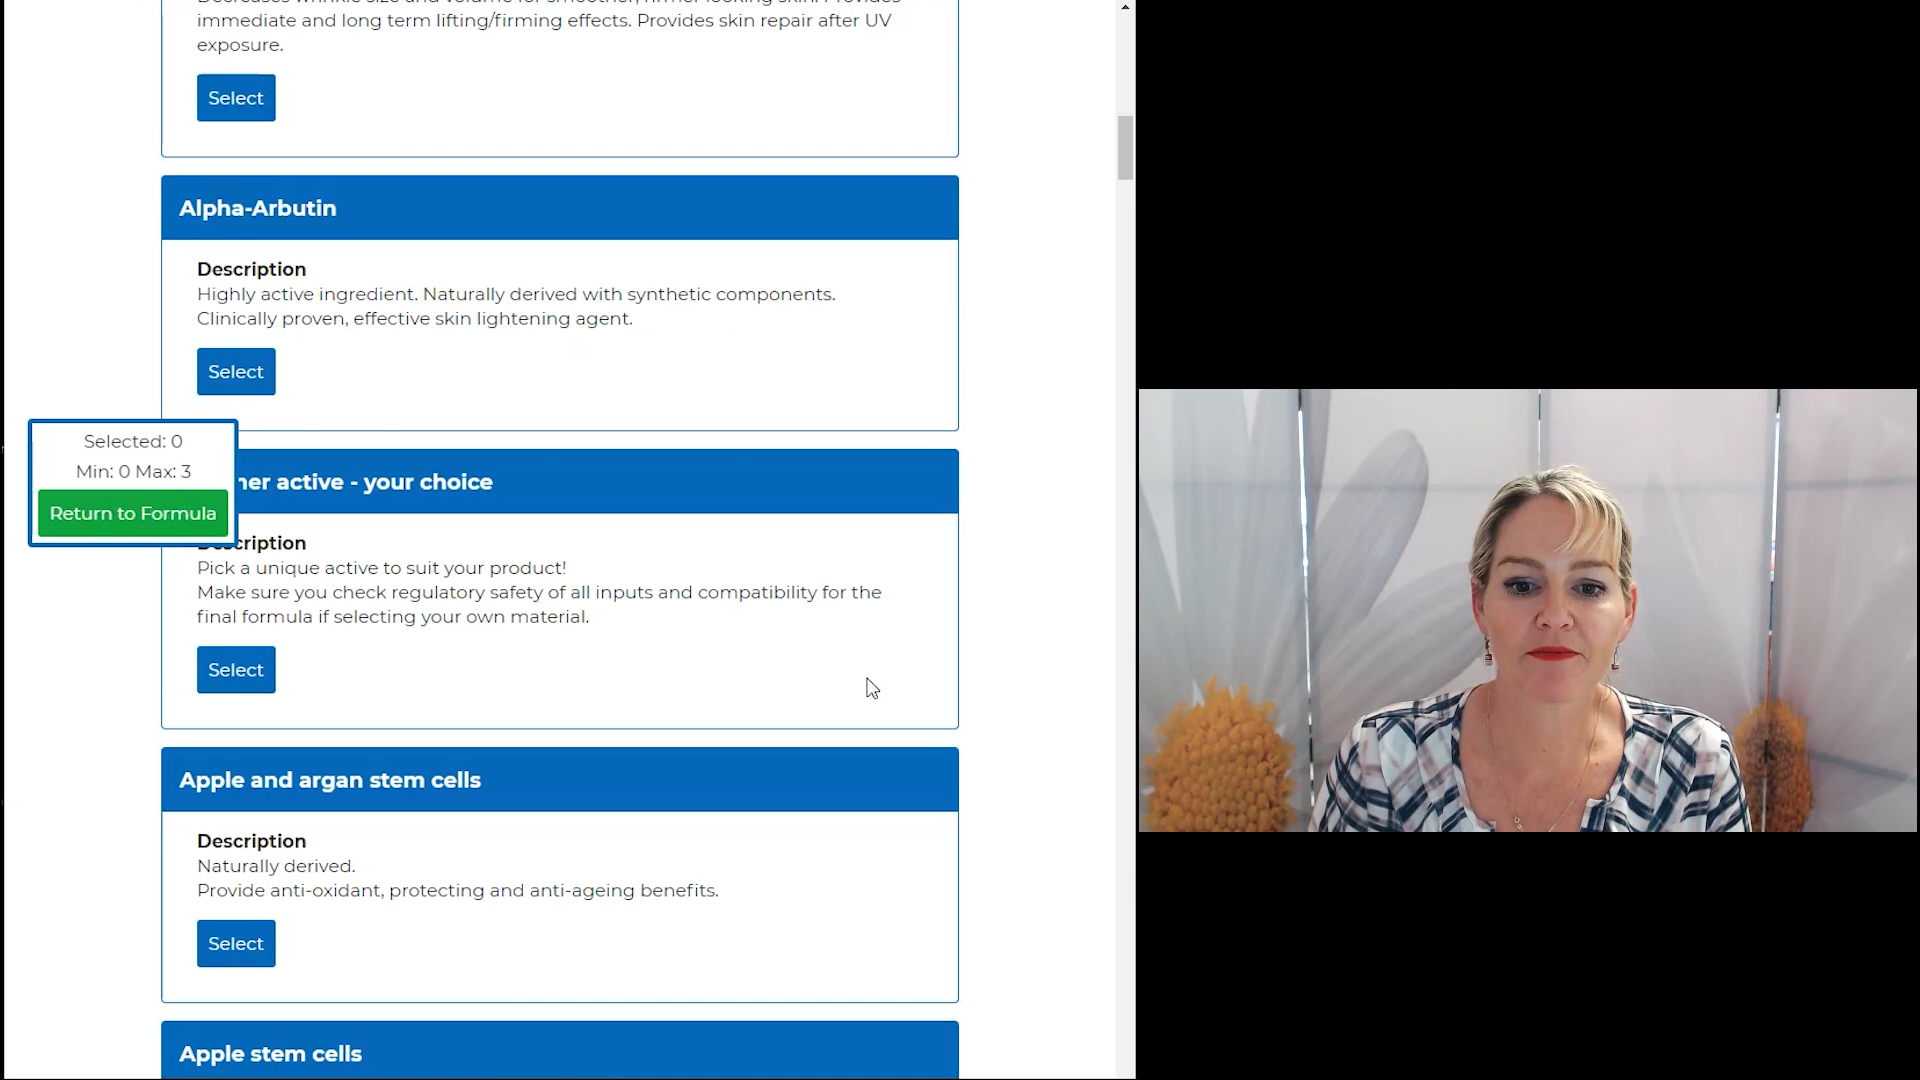 immediate and long term lifting/firming effects. Provides skin repair after UV
exposure.
Select
Alpha-Arbutin
Description
Highly active ingredient. Naturally derived with synthetic components.
Clinically proven, effective skin lightening agent.
Select
Selected: 0
Min: 0 Max: 3
Return to Formula
active - your choice
Description
Pick a unique active to suit your product!
Make sure you check regulatory safety of all inputs and compatibility for the
final formula if selecting your own material.
Select
Apple and argan stem cells
Description
Naturally derived.
Provide anti-oxidant, protecting and anti-ageing benefits.
Select
Apple stem cells